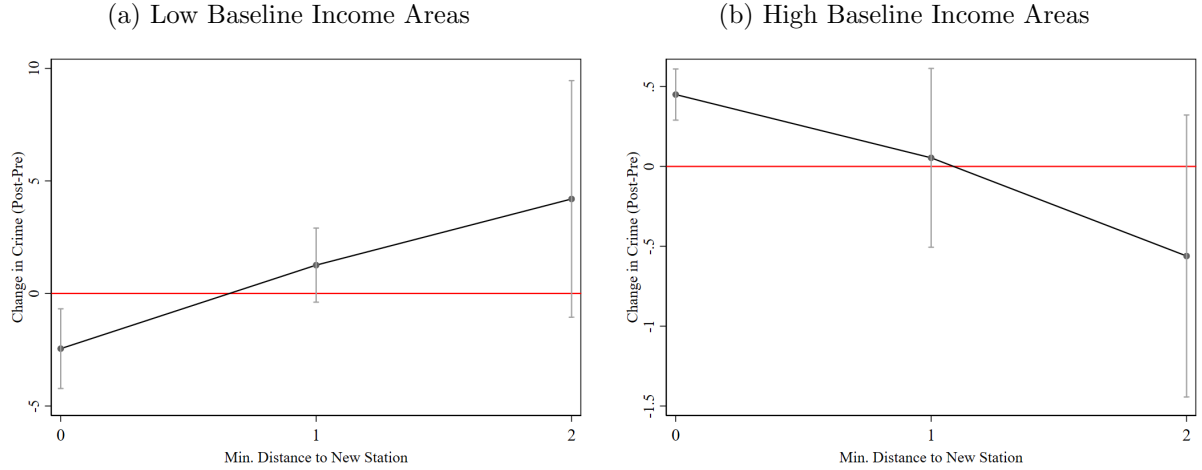 (a) Low Baseline Income Areas
10
5
0
-5
Change in Crime (Post-Pre)
0 1 2
Min. Distance to New Station
(b) High Baseline Income Areas
.5
0
-.5
-1
-1.5
Change in Crime (Post-Pre)
0 1 2
Min. Distance to New Station